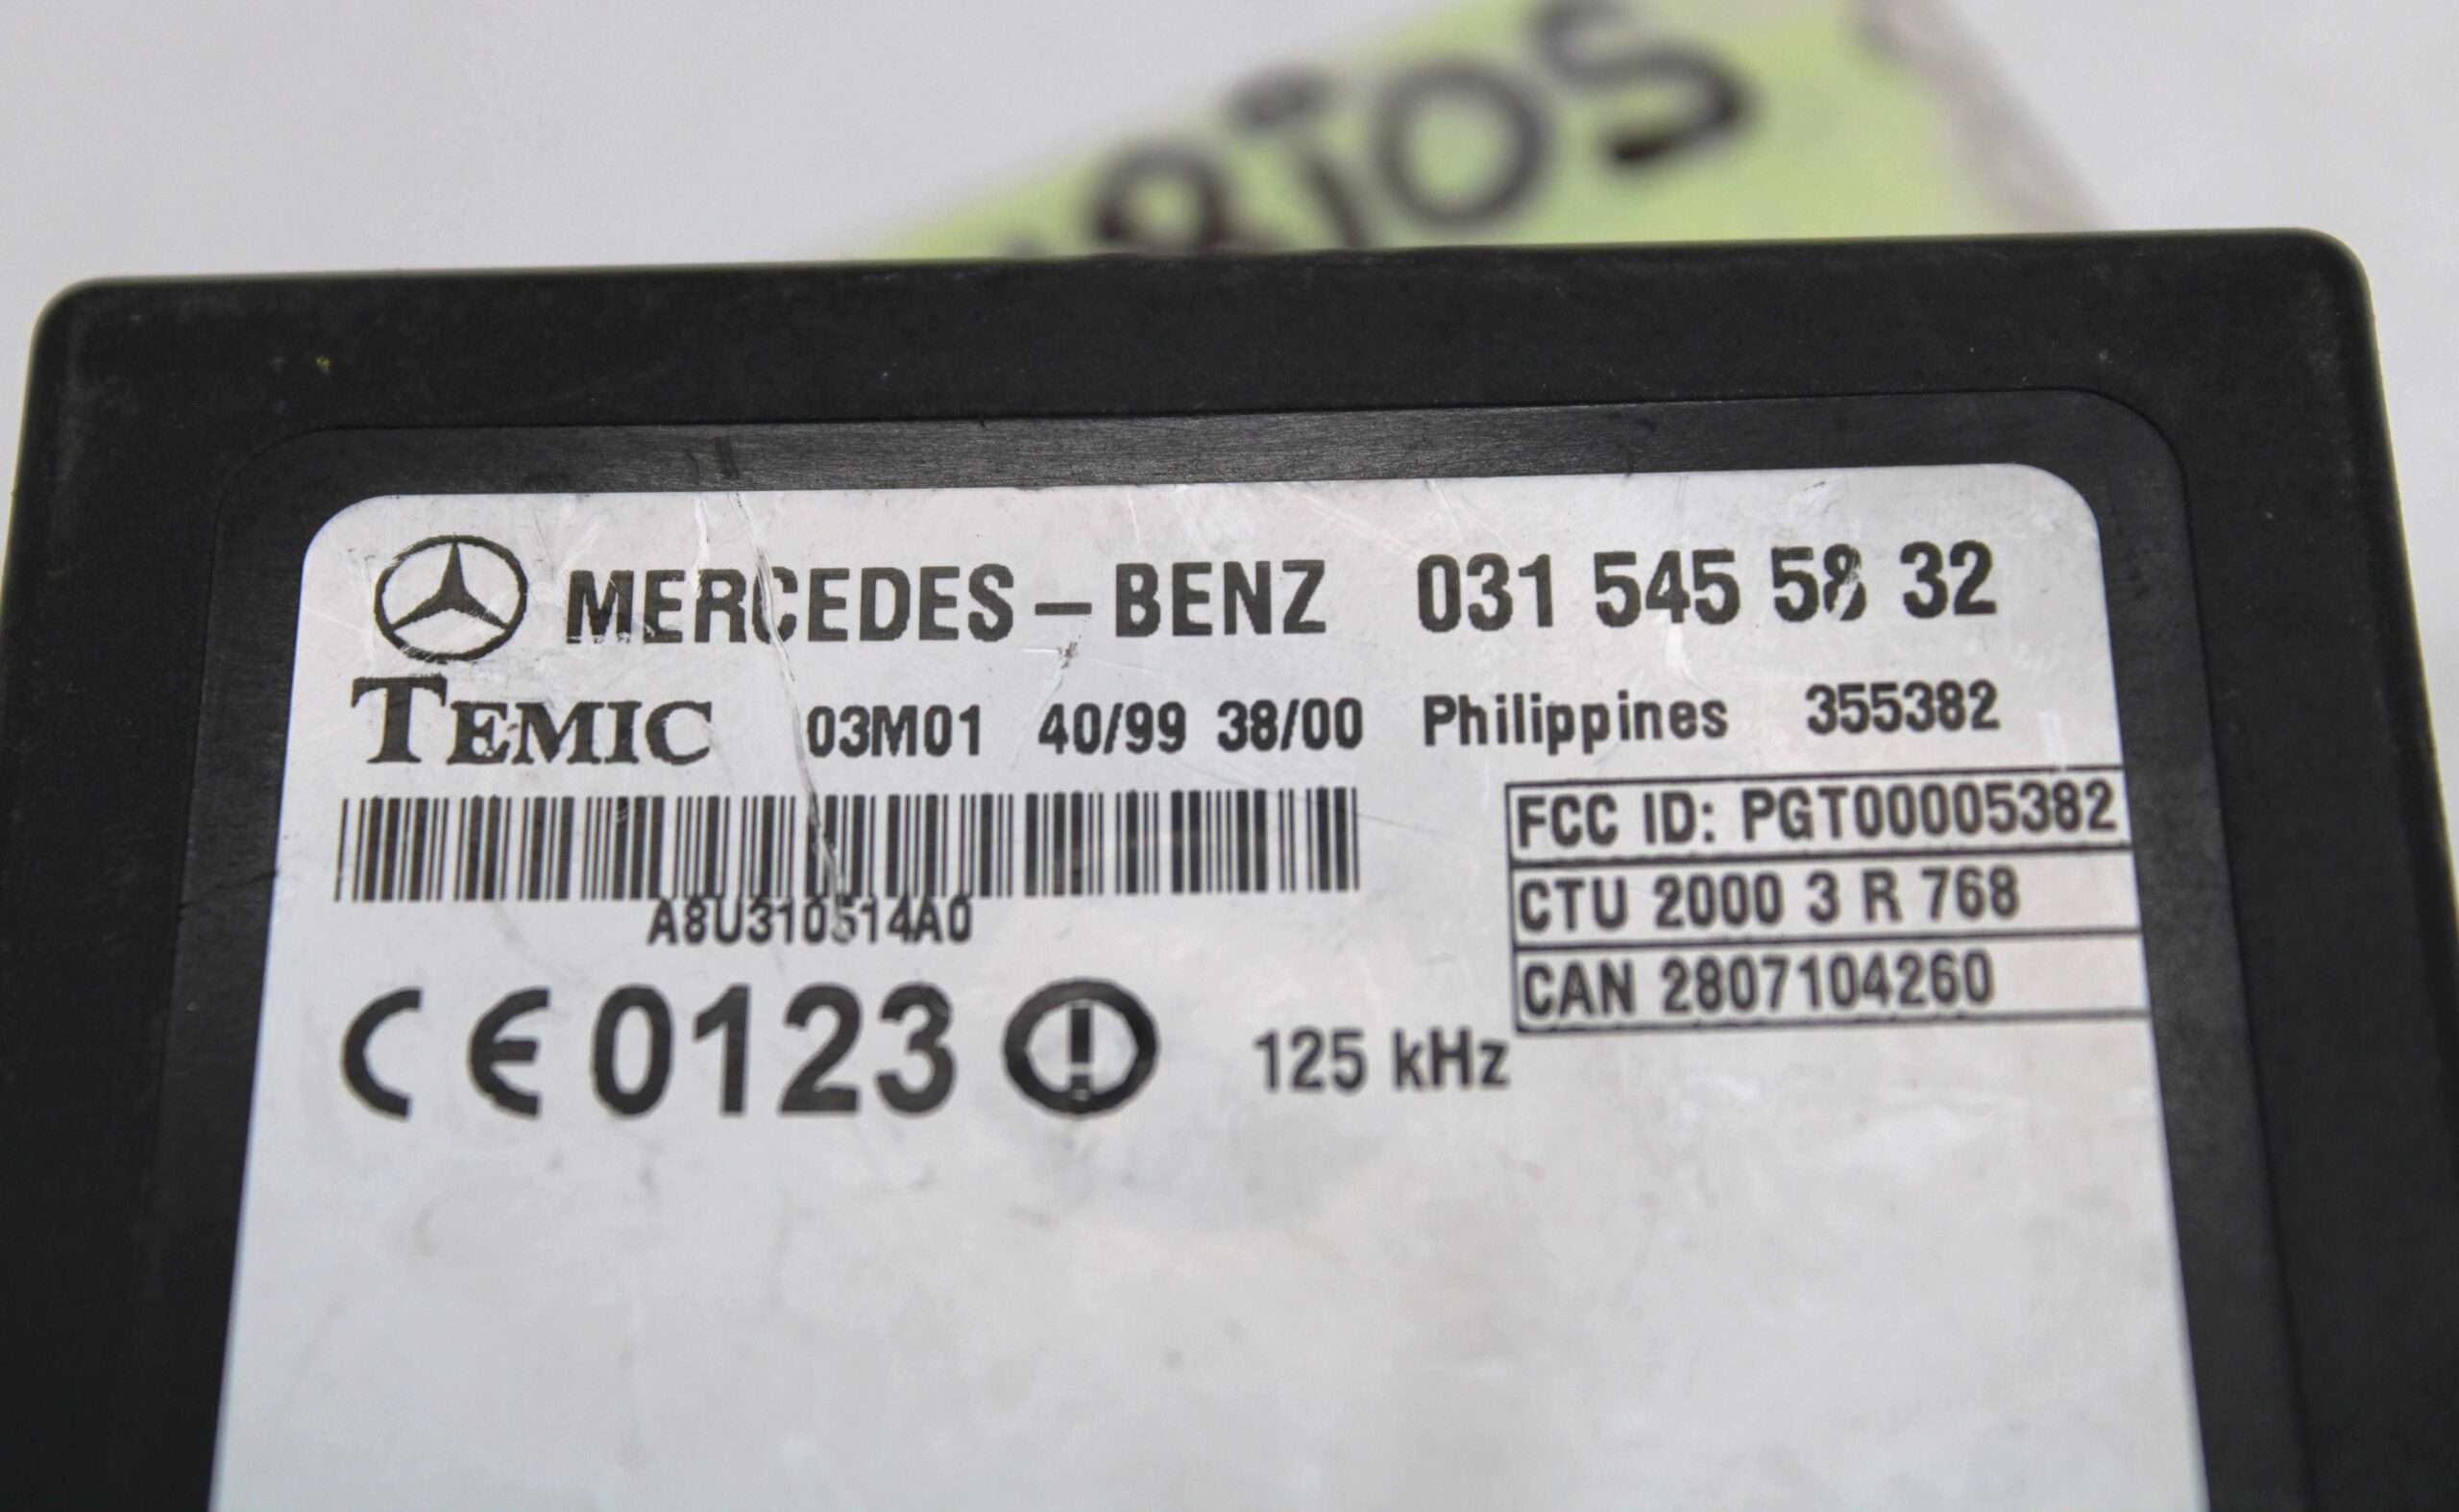 MERCEDES – BENZ 031 545 58 32
TEMIC 03M01 40/99 38/00 Philippines 355382
FCC ID: PGT00005382
CTU 2000 3 R 768
CAN 2807104260
A8U310514A0
CE 0123 ! 125 kHz